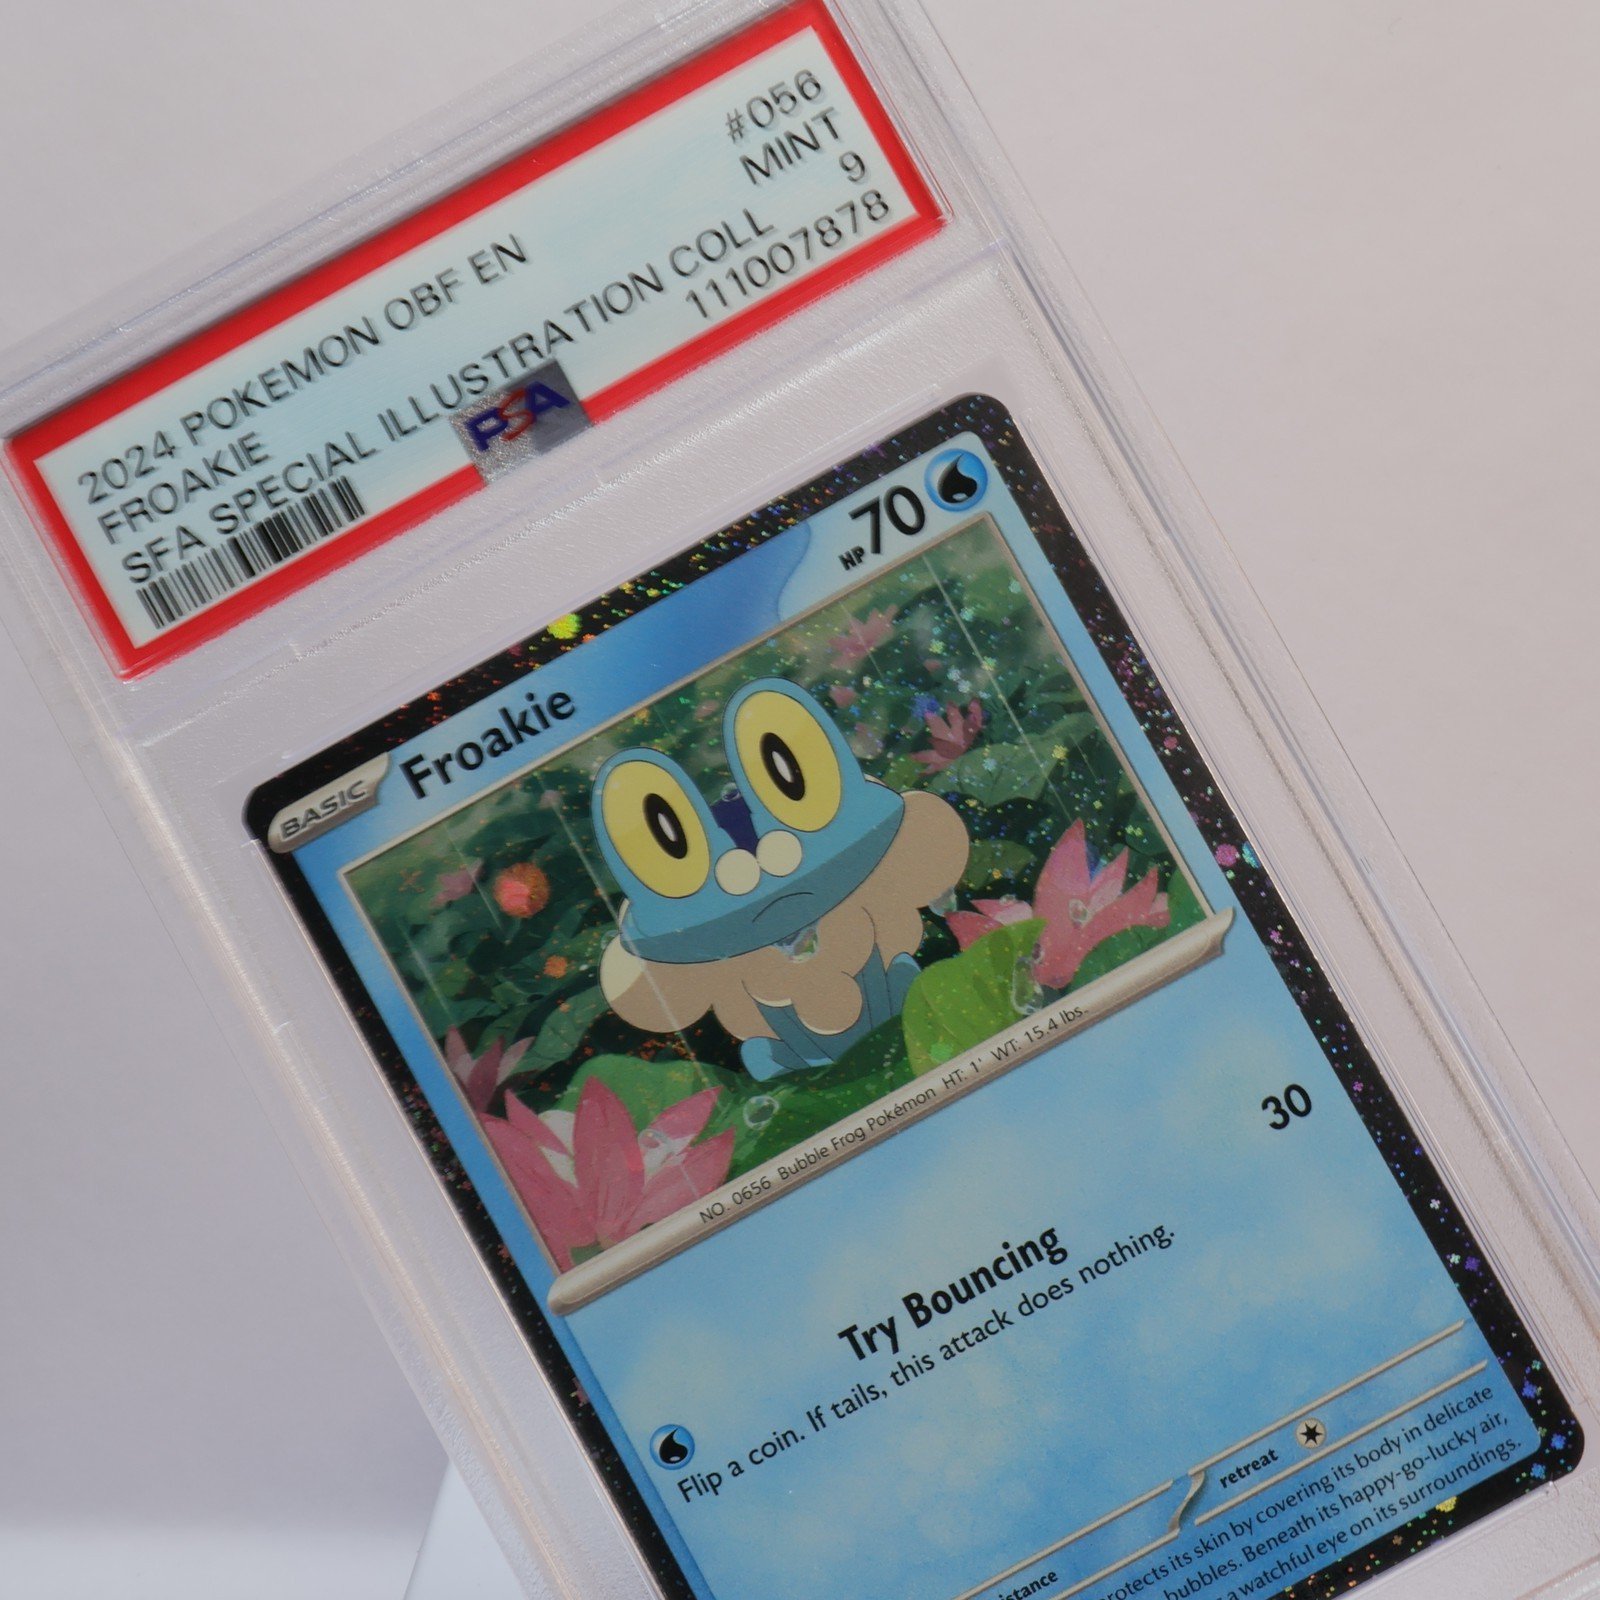 2024 POKEMON OBF EN #056
FROAKIE MINT
SFA SPECIAL ILLUSTRATION COLL 9
111007878
PSA
BASIC
Froakie
HP 70
NO. 0656 Bubble Frog Pokémon HT: 1' WT: 15.4 lbs.
Try Bouncing 30
Flip a coin. If tails, this attack does nothing.
retreat
protects its skin by covering its body in delicate
bubbles. Beneath its happy-go-lucky air,
a watchful eye on its surroundings.